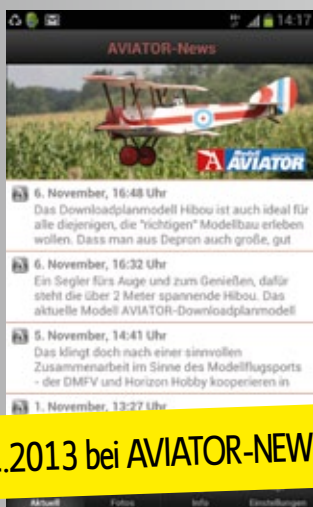 14:17
AVIATOR-News
Modell
AVIATOR
6. November, 16:48 Uhr
Das Downloadplanmodell Hibou ist auch ideal für
alle diejenigen, die "richtigen" Modellbau erleben
wollen. Dass man aus Depron auch große, gut
6. November, 16:32 Uhr
Ein Segler fürs Auge und zum Genießen, dafür
steht die über 2 Meter spannende Hibou. Das
aktuelle Modell AVIATOR-Downloadplanmodell
5. November, 14:41 Uhr
Das klingt doch nach einer sinnvollen
Zusammenarbeit im Sinne des Modellflugsports
- der DMFV und Horizon Hobby kooperieren in
1. November, 13:27 Uhr
..2013 bei AVIATOR-NEW
Aktuell Fotos Info Einstellungen